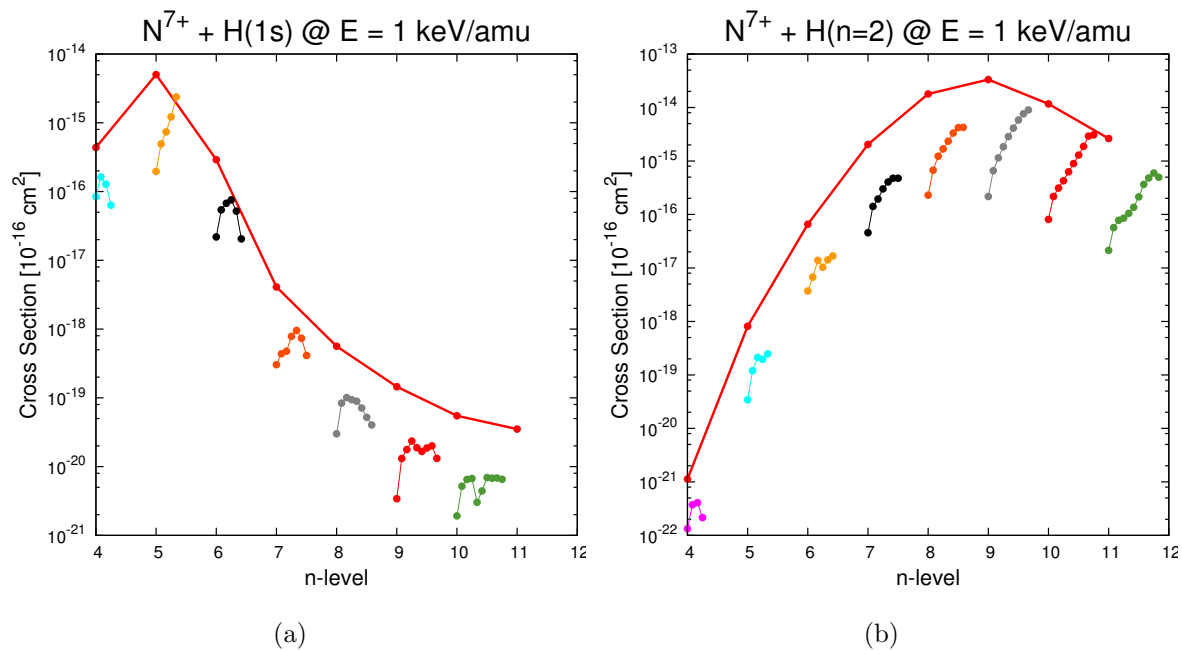 N⁷⁺ + H(1s) @ E = 1 keV/amu
Cross Section [10⁻¹⁶ cm²]
10⁻¹⁴
10⁻¹⁵
10⁻¹⁶
10⁻¹⁷
10⁻¹⁸
10⁻¹⁹
10⁻²⁰
10⁻²¹
4 5 6 7 8 9 10 11 12
n-level
(a)
N⁷⁺ + H(n=2) @ E = 1 keV/amu
Cross Section [10⁻¹⁶ cm²]
10⁻¹³
10⁻¹⁴
10⁻¹⁵
10⁻¹⁶
10⁻¹⁷
10⁻¹⁸
10⁻¹⁹
10⁻²⁰
10⁻²¹
10⁻²²
4 5 6 7 8 9 10 11 12
n-level
(b)